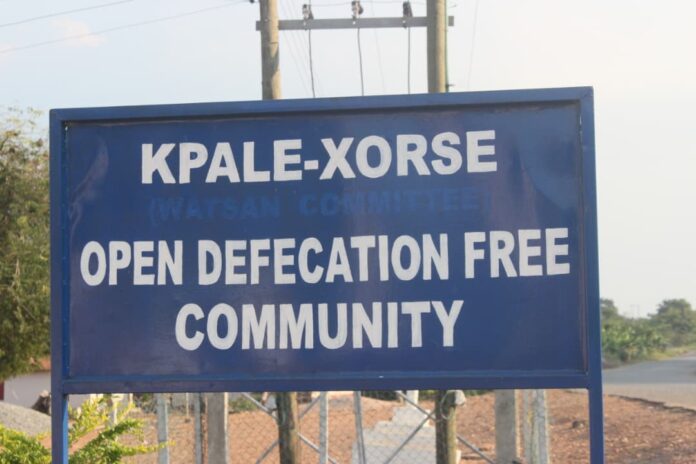 KPALE-XORSE
(WATSAN COMMITTEE
OPEN DEFECATION FREE
COMMUNITY